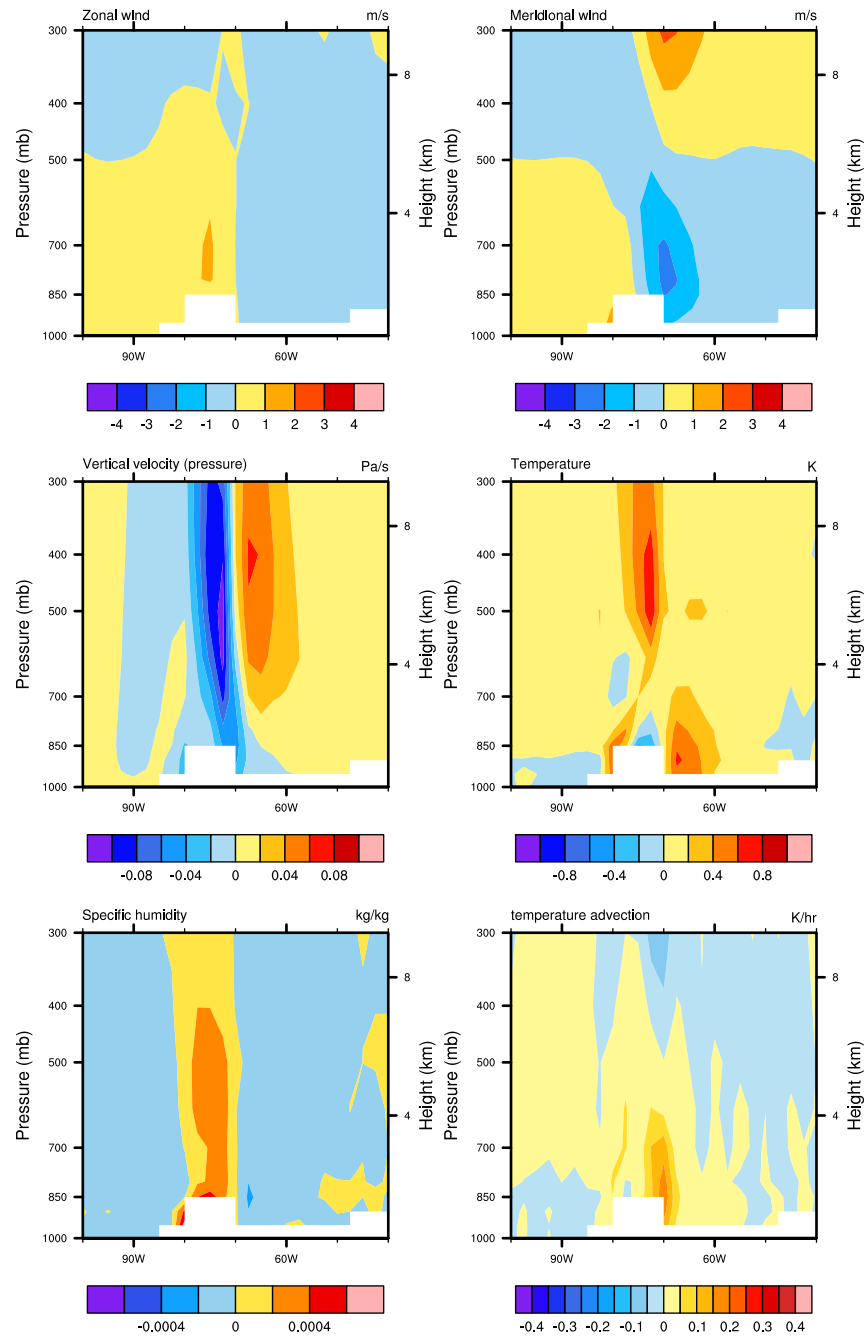 Zonal wind m/s
300
400
500
700
850
1000
Pressure (mb)
8
4
Height (km)
90W 60W
-4 -3 -2 -1 0 1 2 3 4
Meridional wind m/s
300
400
500
700
850
1000
Pressure (mb)
8
4
Height (km)
90W 60W
-4 -3 -2 -1 0 1 2 3 4
Vertical velocity (pressure) Pa/s
300
400
500
700
850
1000
Pressure (mb)
8
4
Height (km)
90W 60W
-0.08 -0.04 0 0.04 0.08
Temperature K
300
400
500
700
850
1000
Pressure (mb)
8
4
Height (km)
90W 60W
-0.8 -0.4 0 0.4 0.8
Specific humidity kg/kg
300
400
500
700
850
1000
Pressure (mb)
8
4
Height (km)
90W 60W
-0.0004 0 0.0004
temperature advection K/hr
300
400
500
700
850
1000
Pressure (mb)
8
4
Height (km)
90W 60W
-0.4 -0.3 -0.2 -0.1 0 0.1 0.2 0.3 0.4